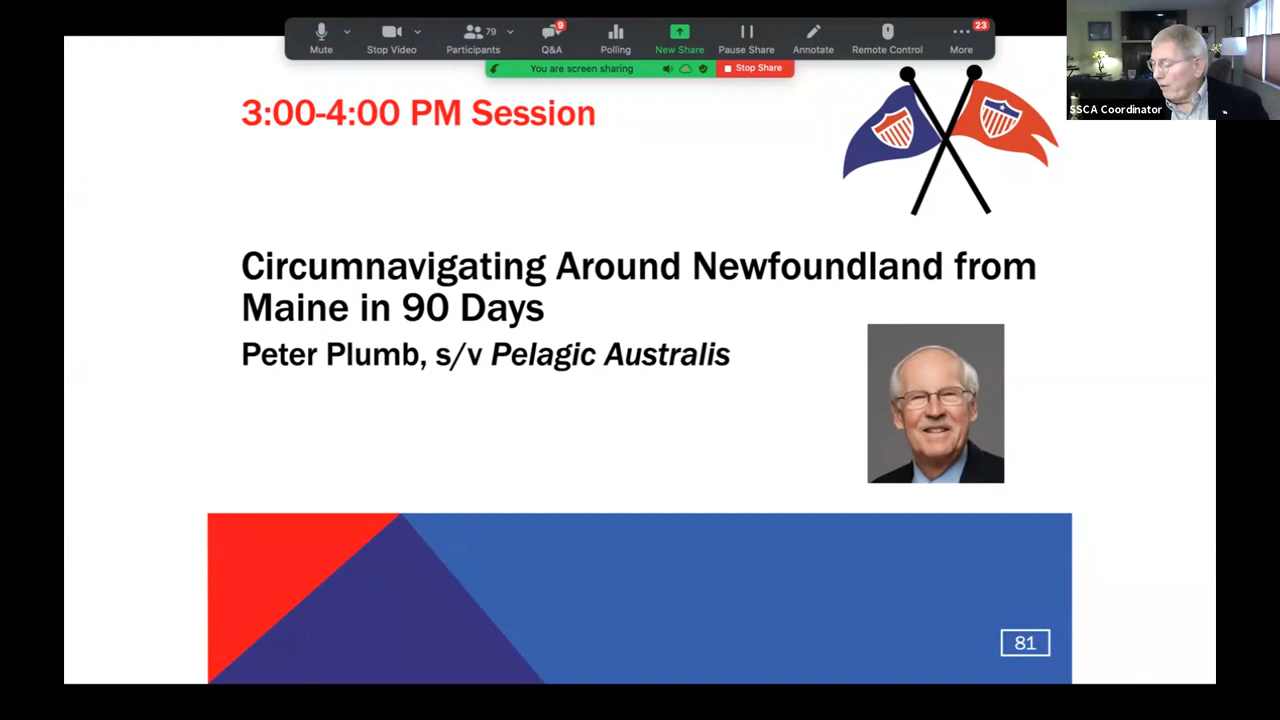 Mute
Stop Video
79
Participants
9
Q&A
Polling
New Share
Pause Share
Annotate
Remote Control
23
More
You are screen sharing
Stop Share
SSCA Coordinator
3:00-4:00 PM Session
Circumnavigating Around Newfoundland from
Maine in 90 Days
Peter Plumb, s/v Pelagic Australis
81